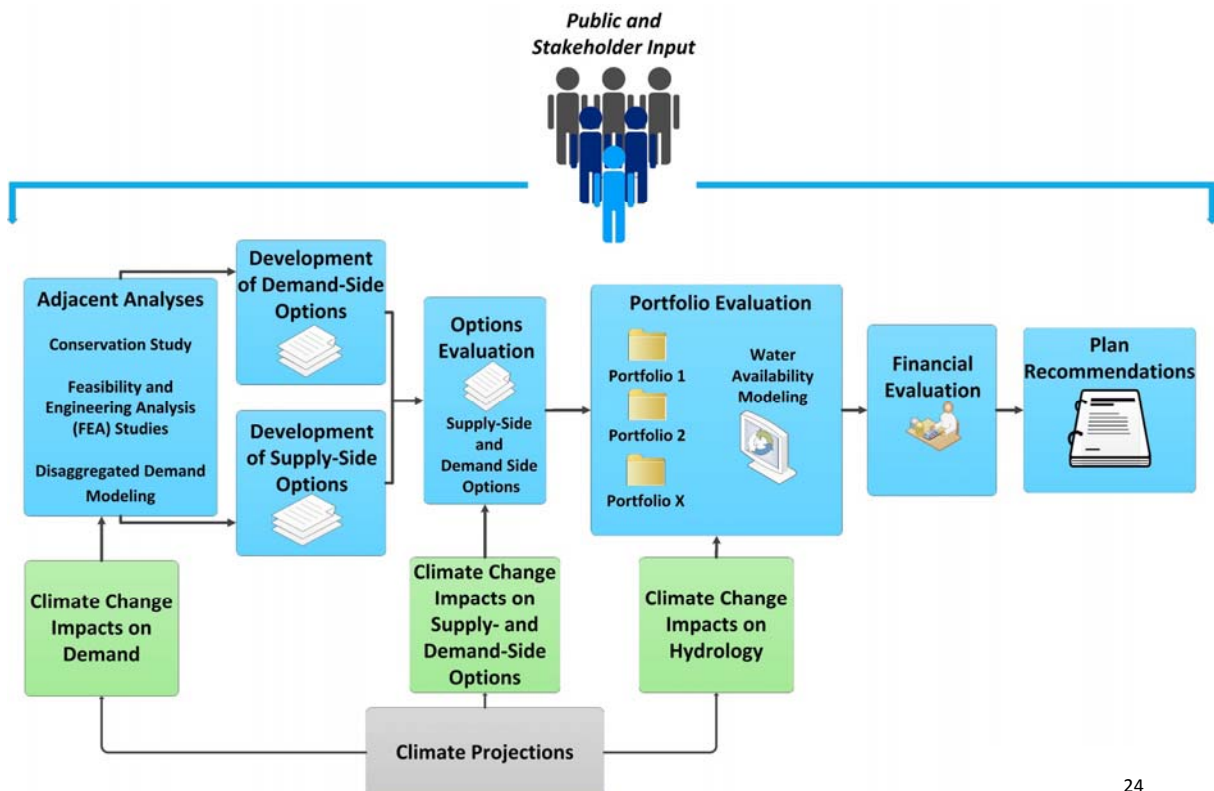 Public and
Stakeholder Input
Adjacent Analyses
Conservation Study
Feasibility and
Engineering Analysis
(FEA) Studies
Disaggregated Demand
Modeling
Development
of Demand-Side
Options
Development
of Supply-Side
Options
Options
Evaluation
Supply-Side
and
Demand Side
Options
Portfolio Evaluation
Portfolio 1
Portfolio 2
Portfolio X
Water
Availability
Modeling
Financial
Evaluation
Plan
Recommendations
Climate Change
Impacts on
Demand
Climate Change
Impacts on
Supply- and
Demand-Side
Options
Climate Change
Impacts on
Hydrology
Climate Projections
24